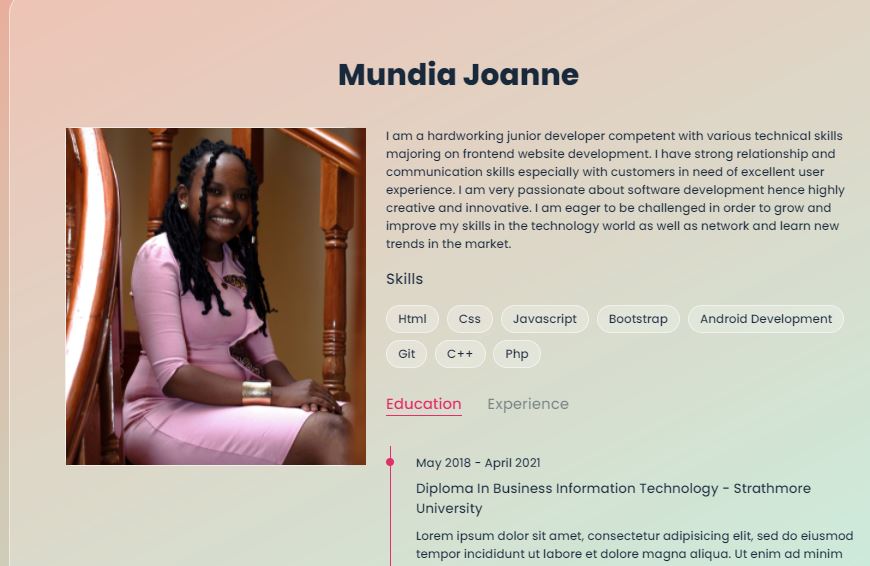 Mundia Joanne
I am a hardworking junior developer competent with various technical skills
majoring on frontend website development. I have strong relationship and
communication skills especially with customers in need of excellent user
experience. I am very passionate about software development hence highly
creative and innovative. I am eager to be challenged in order to grow and
improve my skills in the technology world as well as network and learn new
trends in the market.
Skills
Html Css Javascript Bootstrap Android Development
Git C++ Php
Education Experience
May 2018 - April 2021
Diploma In Business Information Technology - Strathmore
University
Lorem ipsum dolor sit amet, consectetur adipisicing elit, sed do eiusmod
tempor incididunt ut labore et dolore magna aliqua. Ut enim ad minim